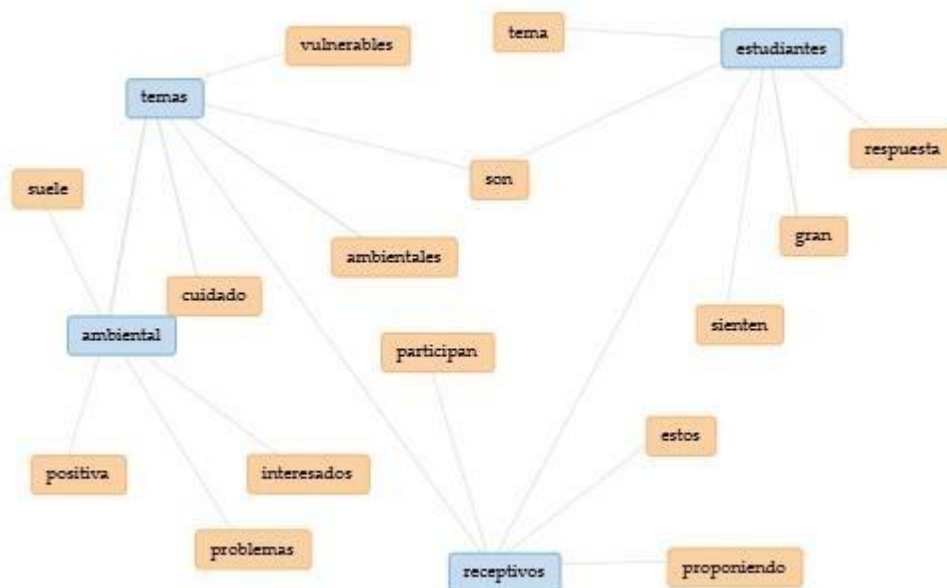 tema
vulnerables
estudiantes
temas
respuesta
son
suele
gran
ambientales
cuidado
sienten
ambiental
participan
estos
positiva
interesados
problemas
proponiendo
receptivos